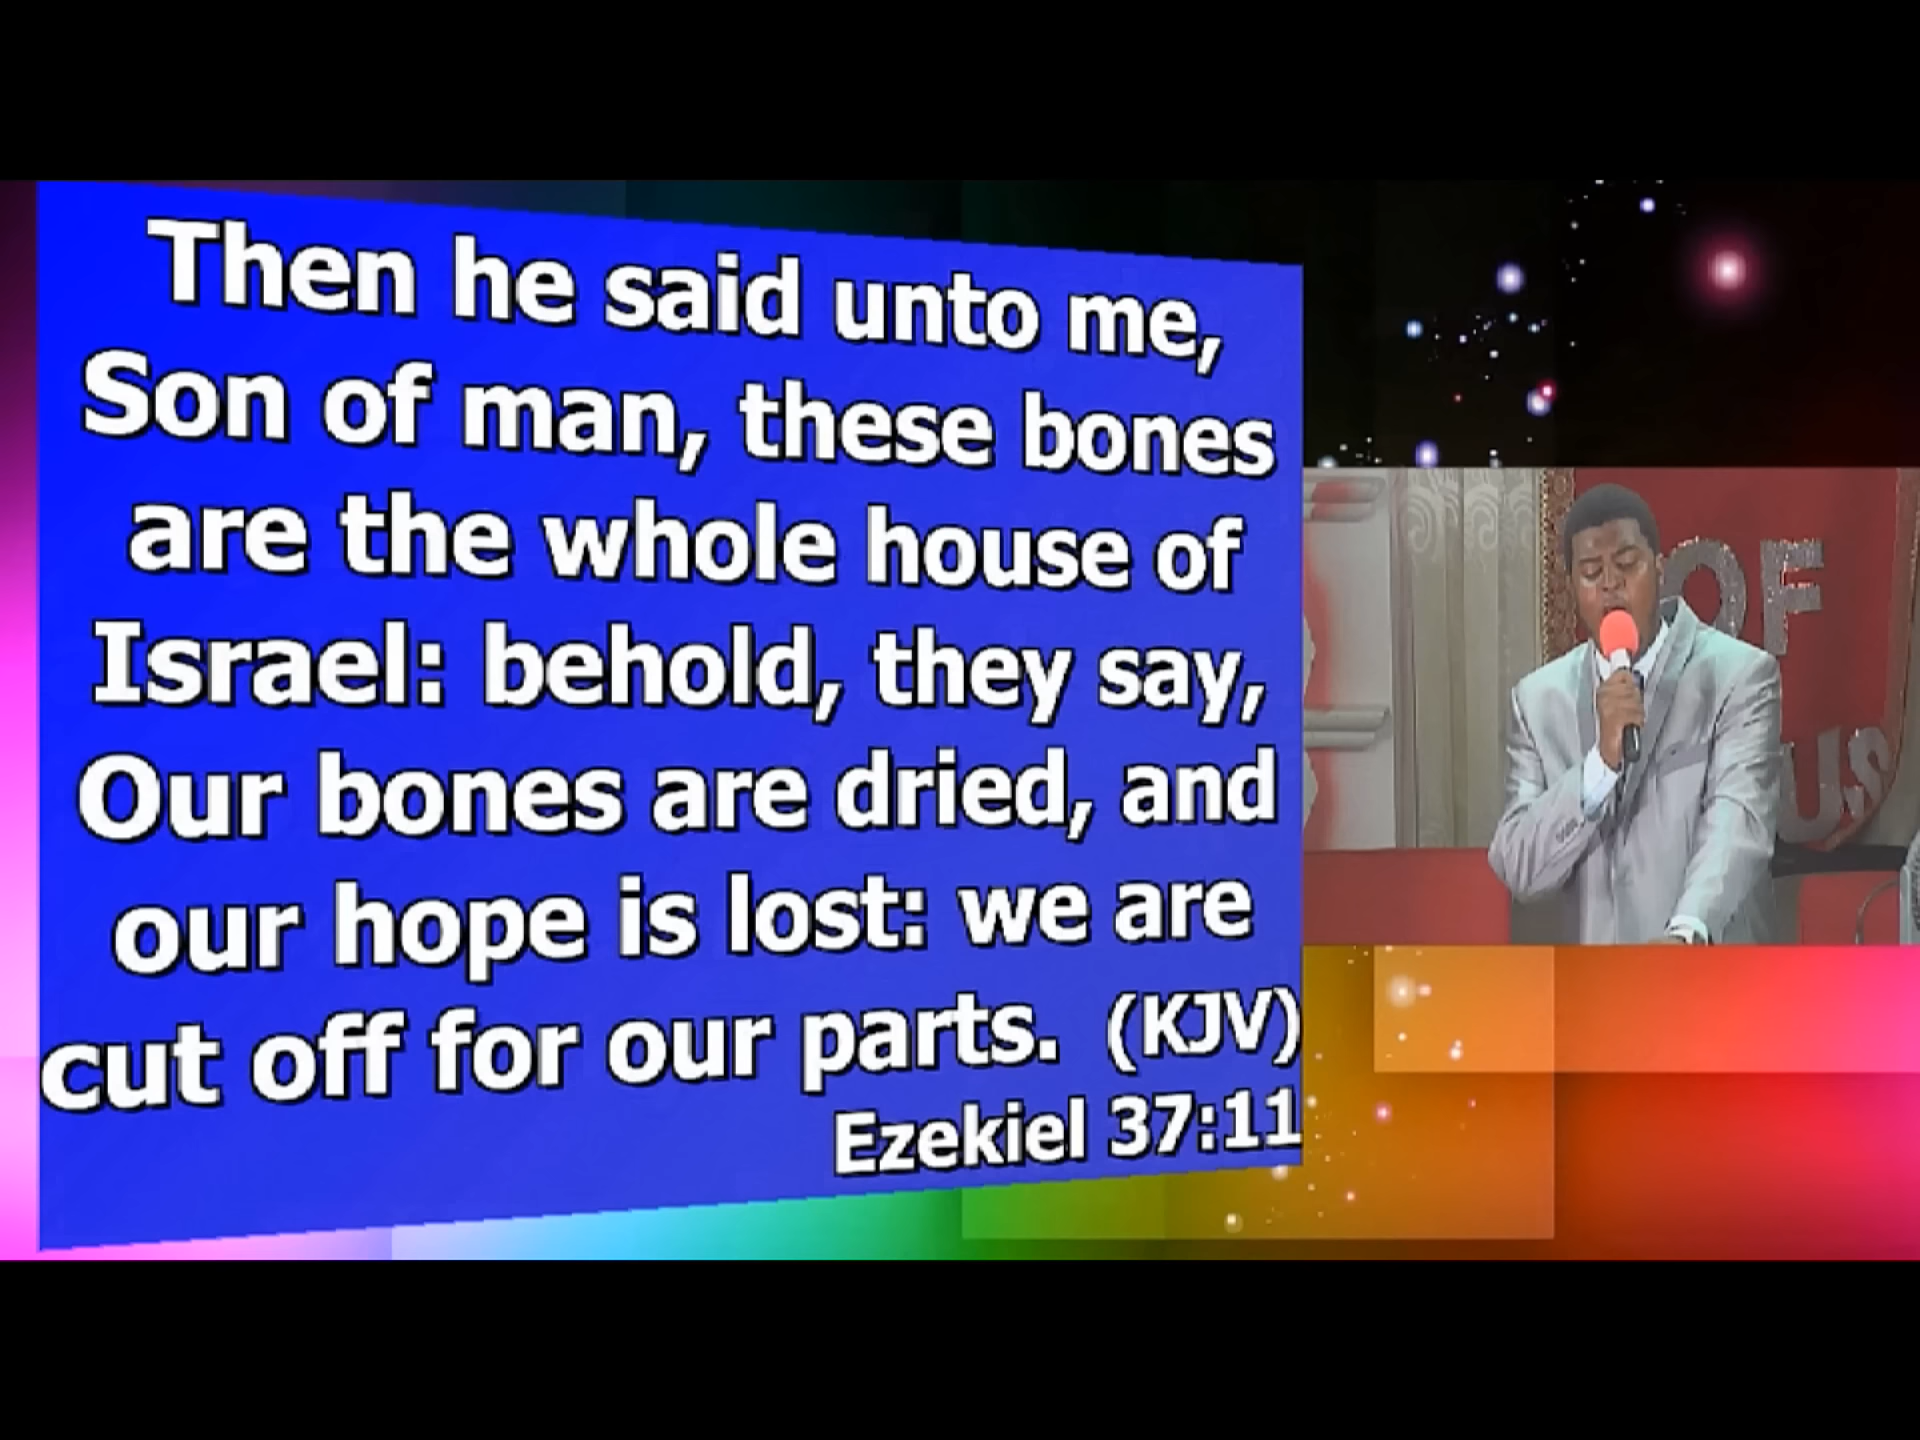 Then he said unto me,
Son of man, these bones
are the whole house of
Israel: behold, they say,
Our bones are dried, and
our hope is lost: we are
cut off for our parts. (KJV)
Ezekiel 37:11
OF
US